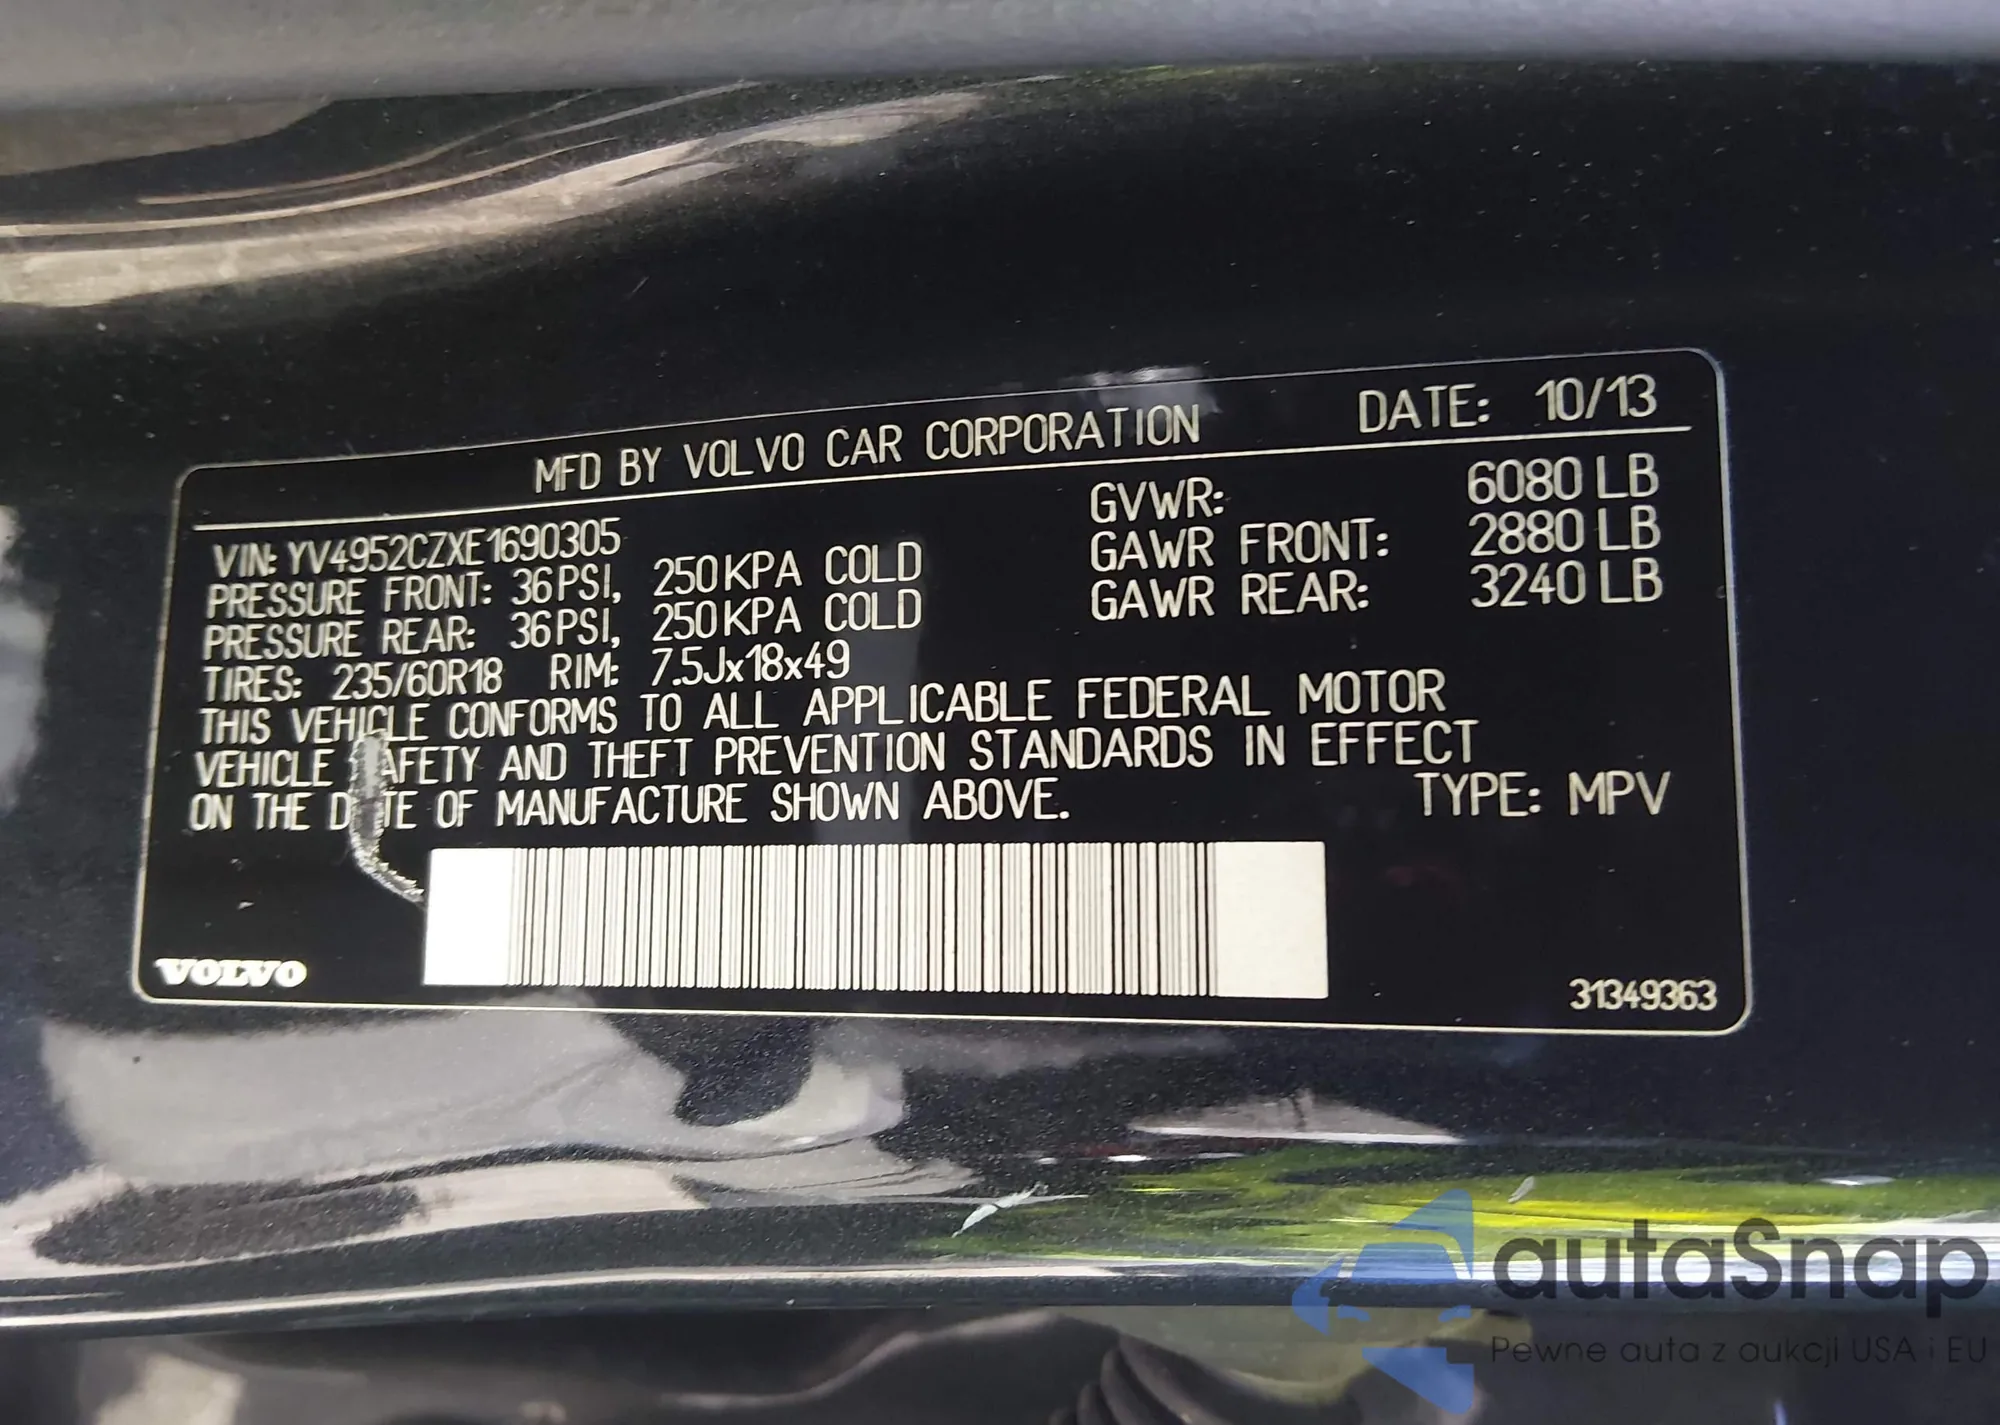 MFD BY VOLVO CAR CORPORATION DATE: 10/13
VIN: YV4952CZXE1690305 GVWR: 6080 LB
PRESSURE FRONT: 36PSI, 250KPA COLD GAWR FRONT: 2880 LB
PRESSURE REAR: 36PSI, 250KPA COLD GAWR REAR: 3240 LB
TIRES: 235/60R18 RIM: 7.5Jx18x49
THIS VEHICLE CONFORMS TO ALL APPLICABLE FEDERAL MOTOR
VEHICLE SAFETY AND THEFT PREVENTION STANDARDS IN EFFECT
ON THE DATE OF MANUFACTURE SHOWN ABOVE. TYPE: MPV
VOLVO
31349363
autaSnap
Pewne auta z aukcji USA i EU